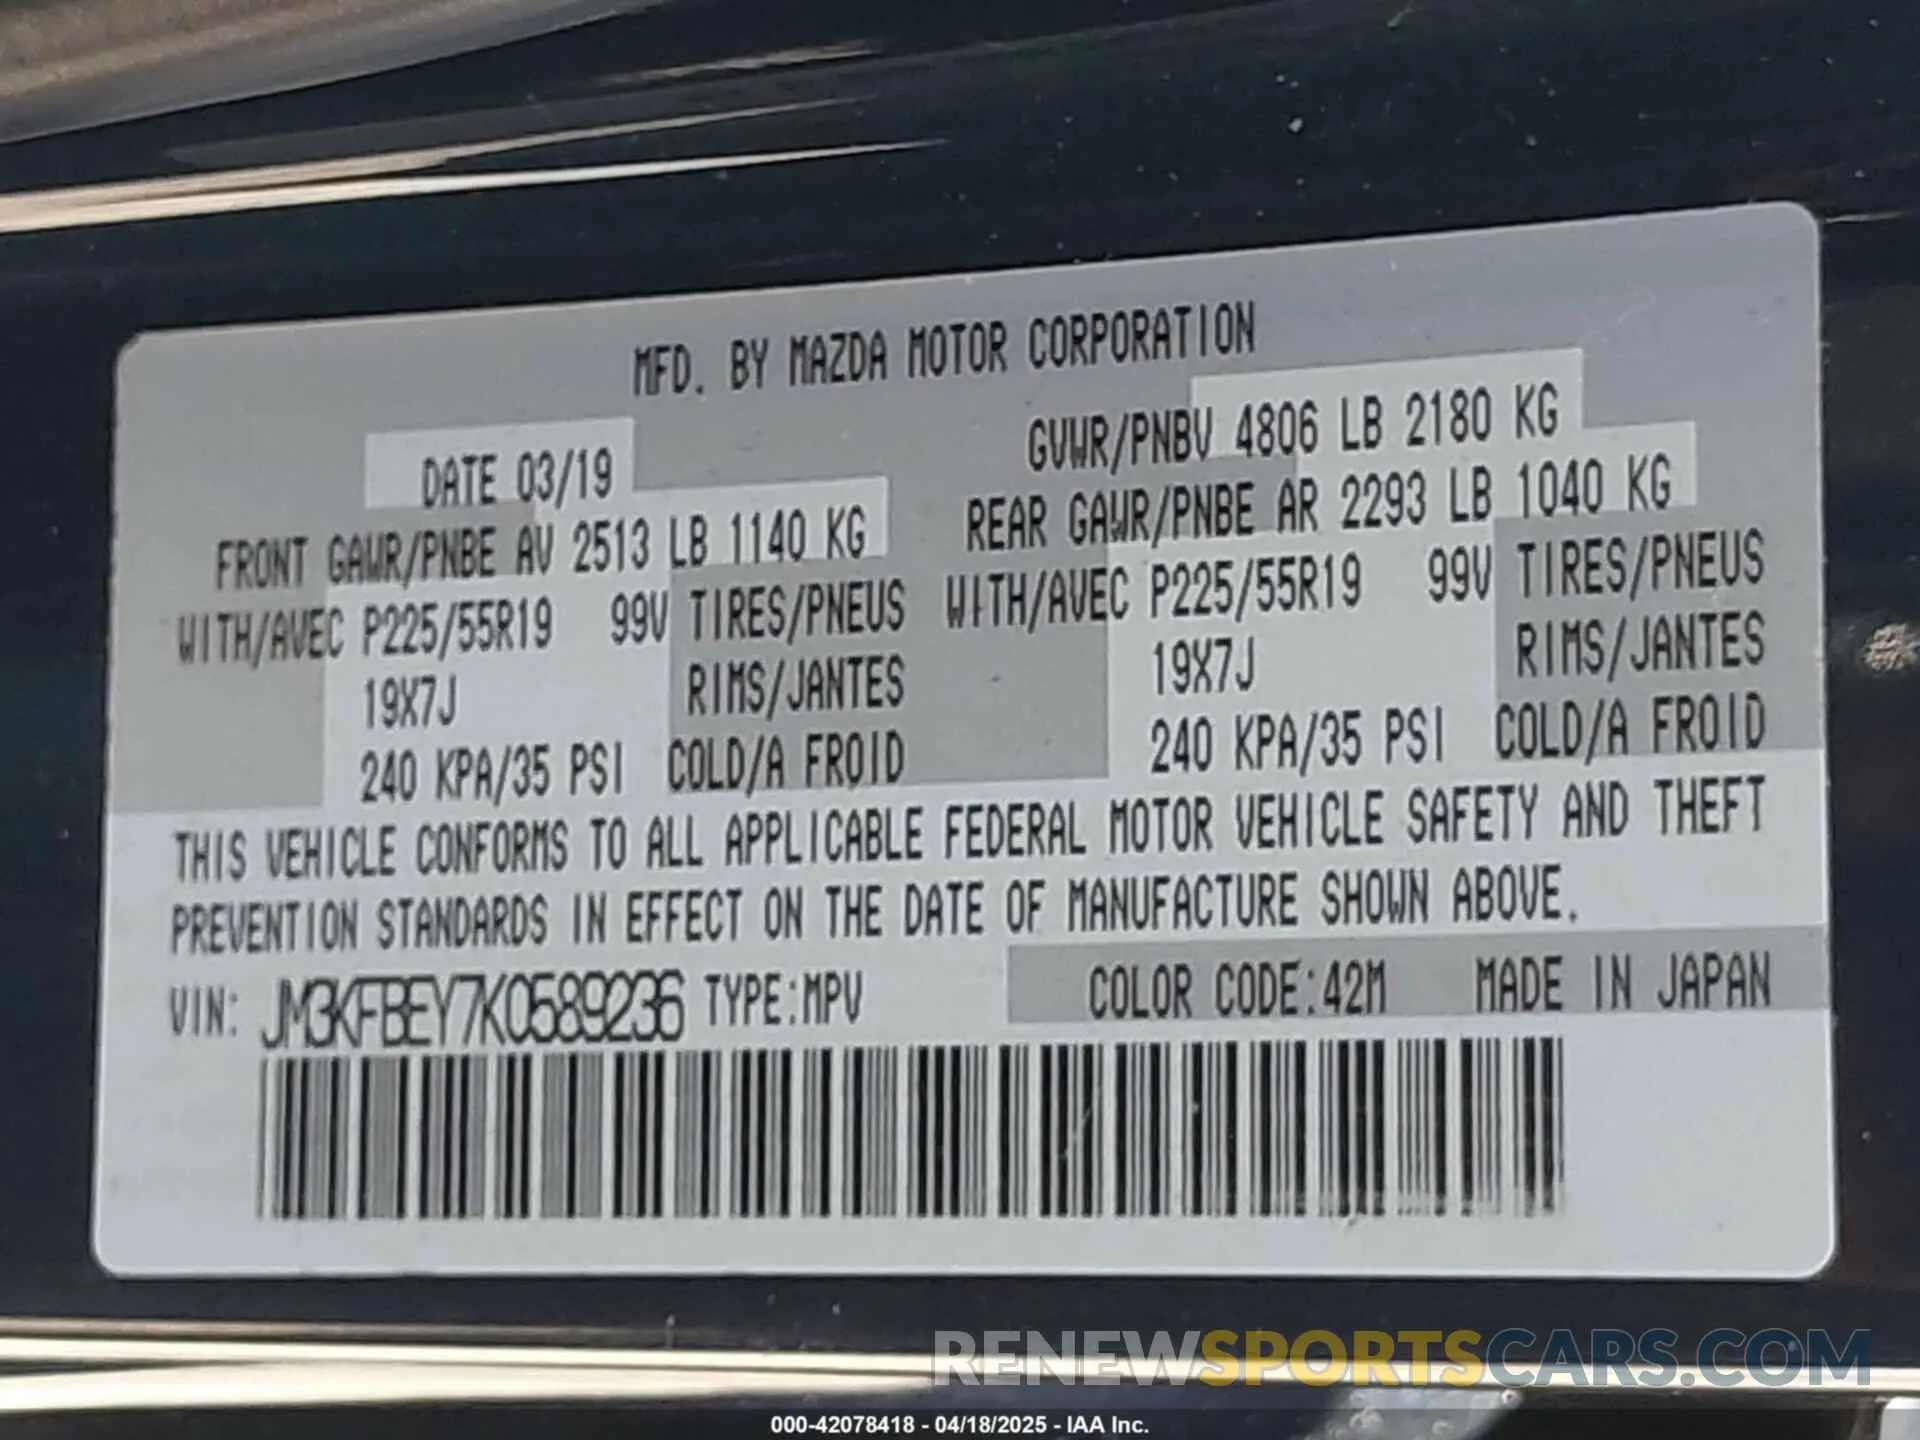 MFD. BY MAZDA MOTOR CORPORATION
DATE 03/19 GVWR/PNBV 4806 LB 2180 KG
FRONT GAWR/PNBE AV 2513 LB 1140 KG REAR GAWR/PNBE AR 2293 LB 1040 KG
WITH/AVEC P225/55R19 99V TIRES/PNEUS WITH/AVEC P225/55R19 99V TIRES/PNEUS
19X7J RIMS/JANTES 19X7J RIMS/JANTES
240 KPA/35 PSI COLD/A FROID 240 KPA/35 PSI COLD/A FROID
THIS VEHICLE CONFORMS TO ALL APPLICABLE FEDERAL MOTOR VEHICLE SAFETY AND THEFT
PREVENTION STANDARDS IN EFFECT ON THE DATE OF MANUFACTURE SHOWN ABOVE.
VIN: JM3KFBEY7K0589236 TYPE:MPV COLOR CODE:42M MADE IN JAPAN
RENEWSPORTSCARS.COM
000-42078418 - 04/18/2025 - IAA Inc.